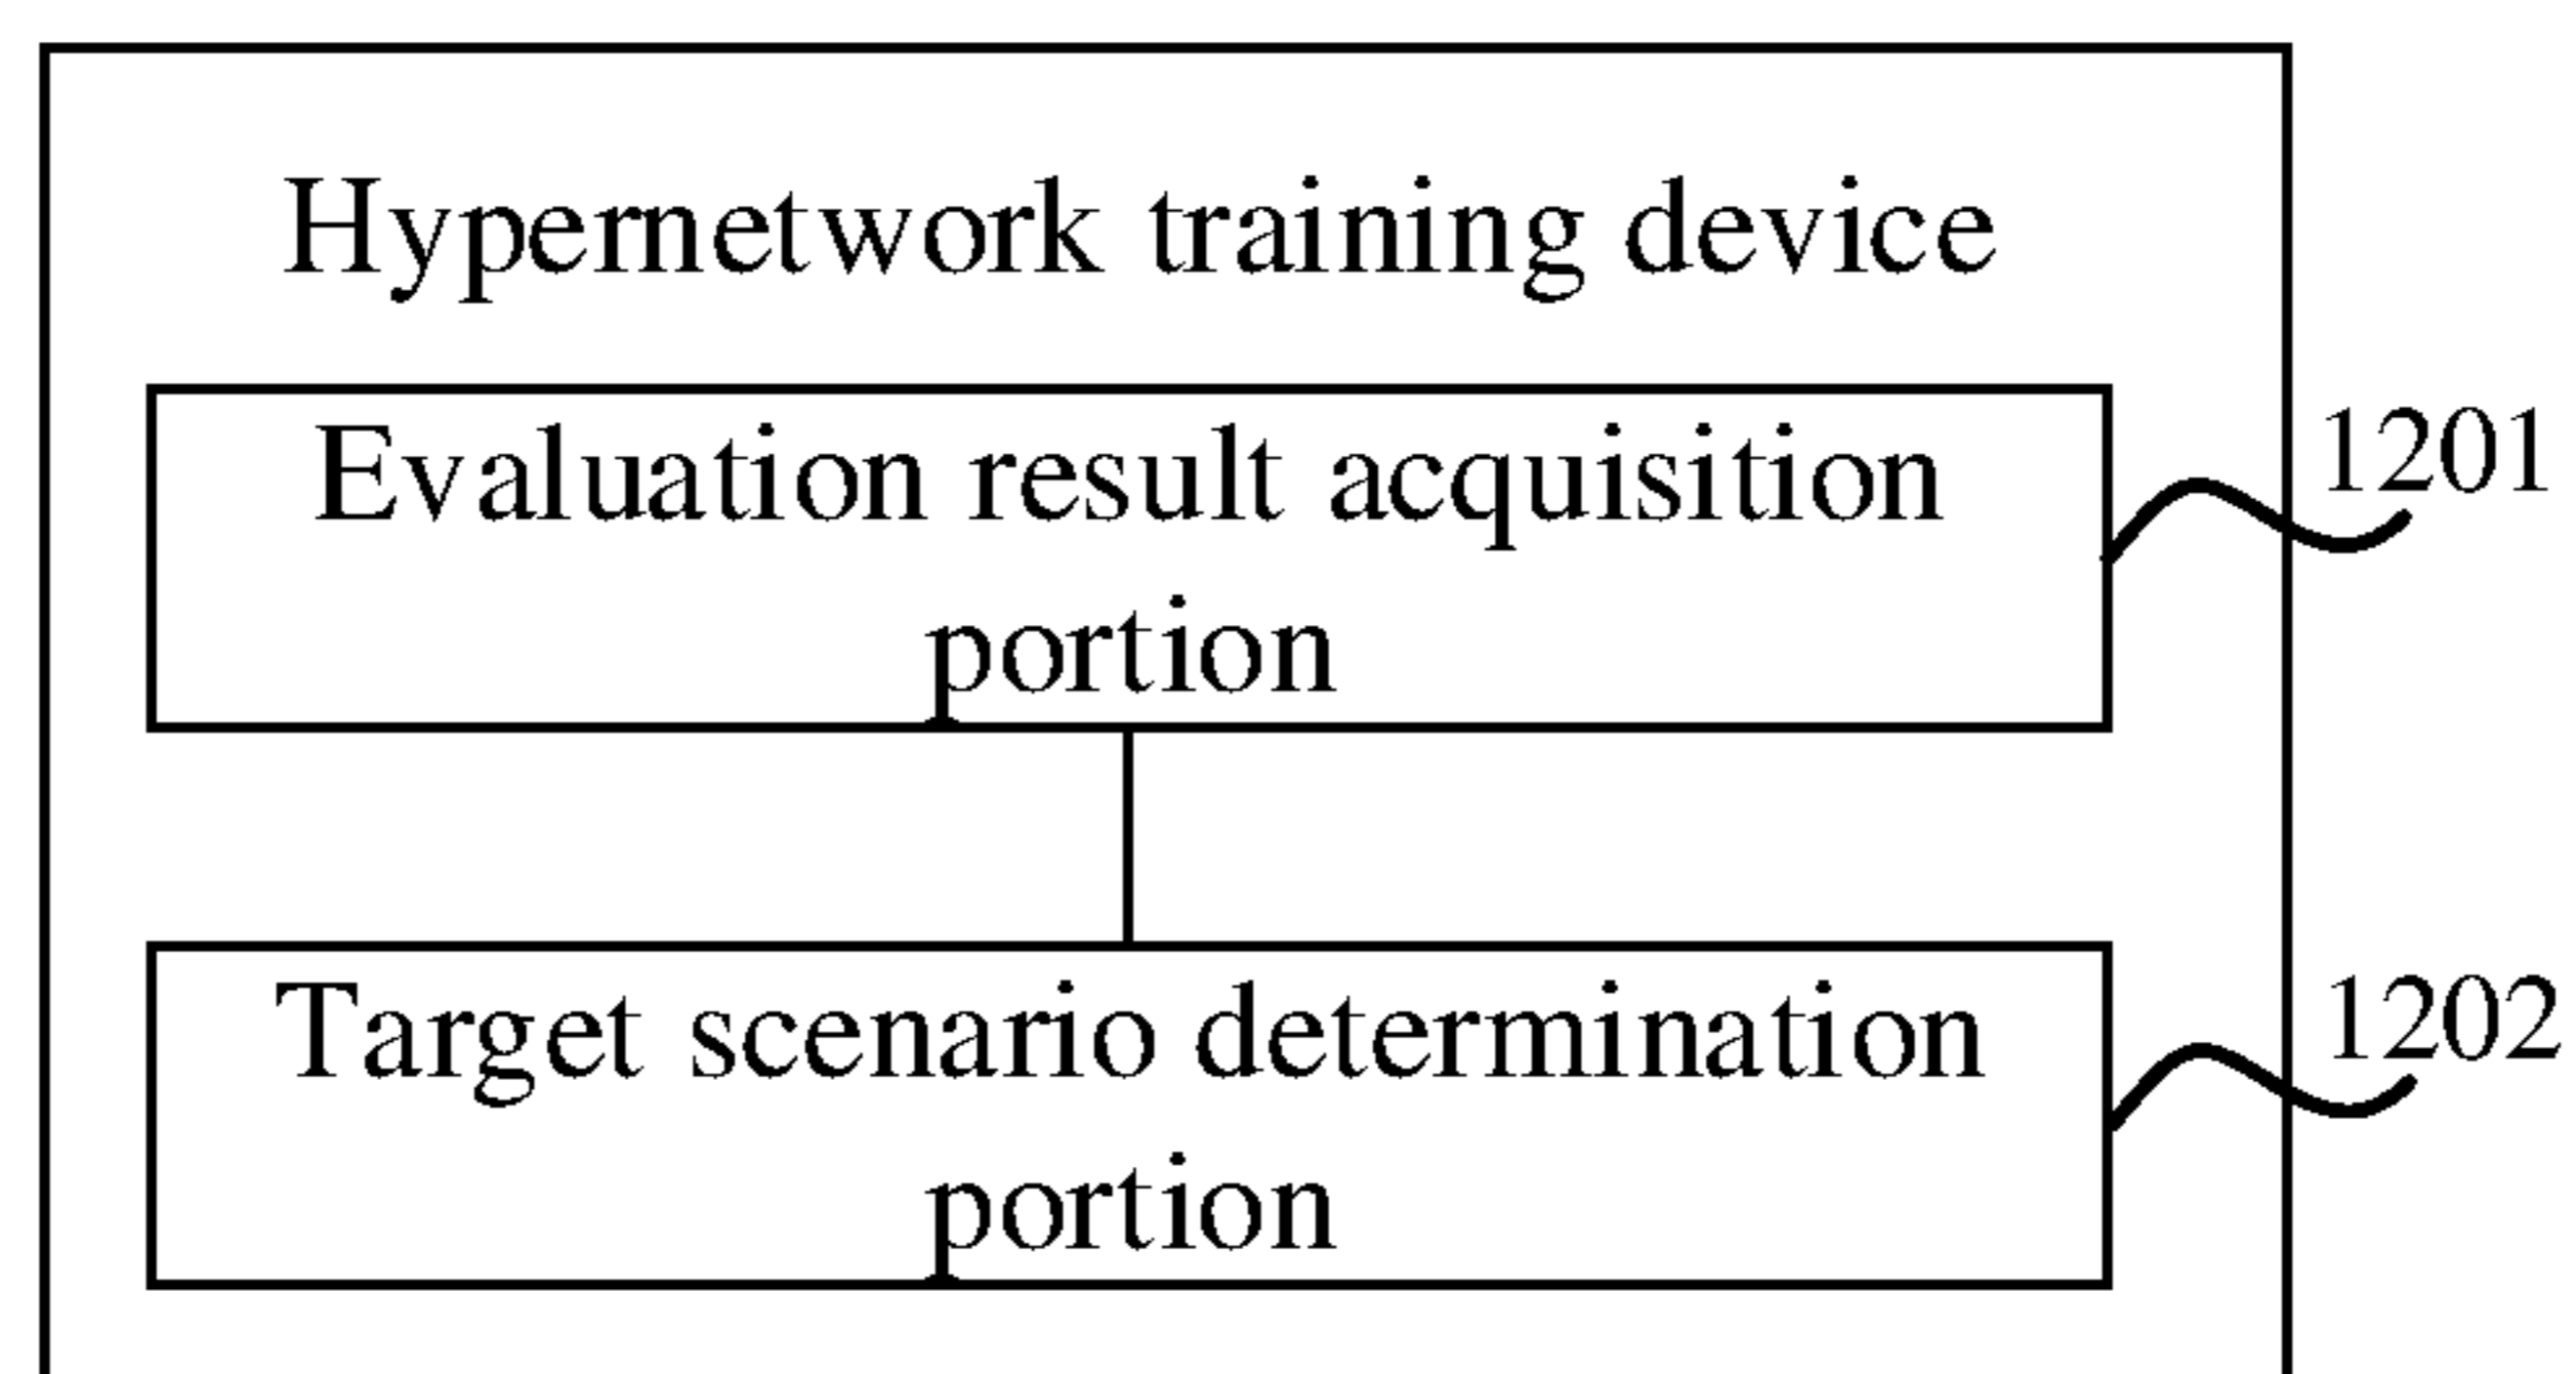 Hypernetwork training device
Evaluation result acquisition
portion
1201
Target scenario determination
portion
1202